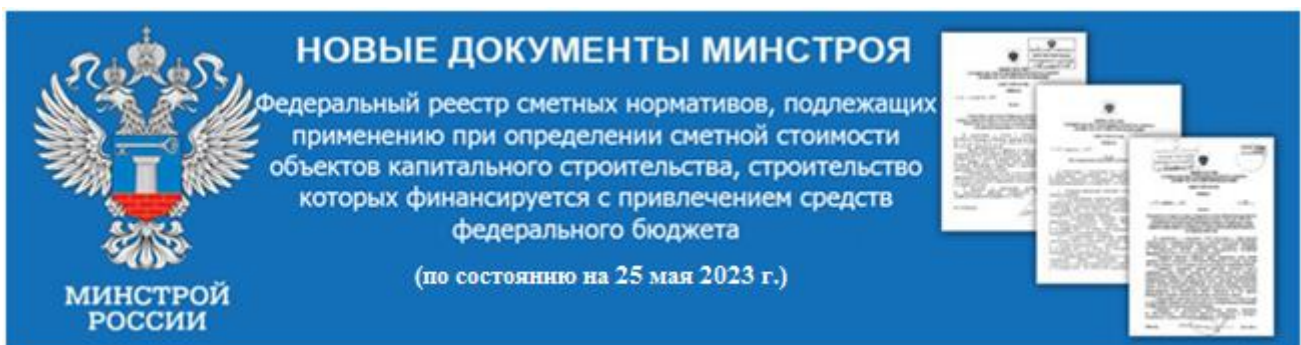 НОВЫЕ ДОКУМЕНТЫ МИНСТРОЯ
Федеральный реестр сметных нормативов, подлежащих
применению при определении сметной стоимости
объектов капитального строительства, строительство
которых финансируется с привлечением средств
федерального бюджета
(по состоянию на 25 мая 2023 г.)
МИНСТРОЙ
РОССИИ